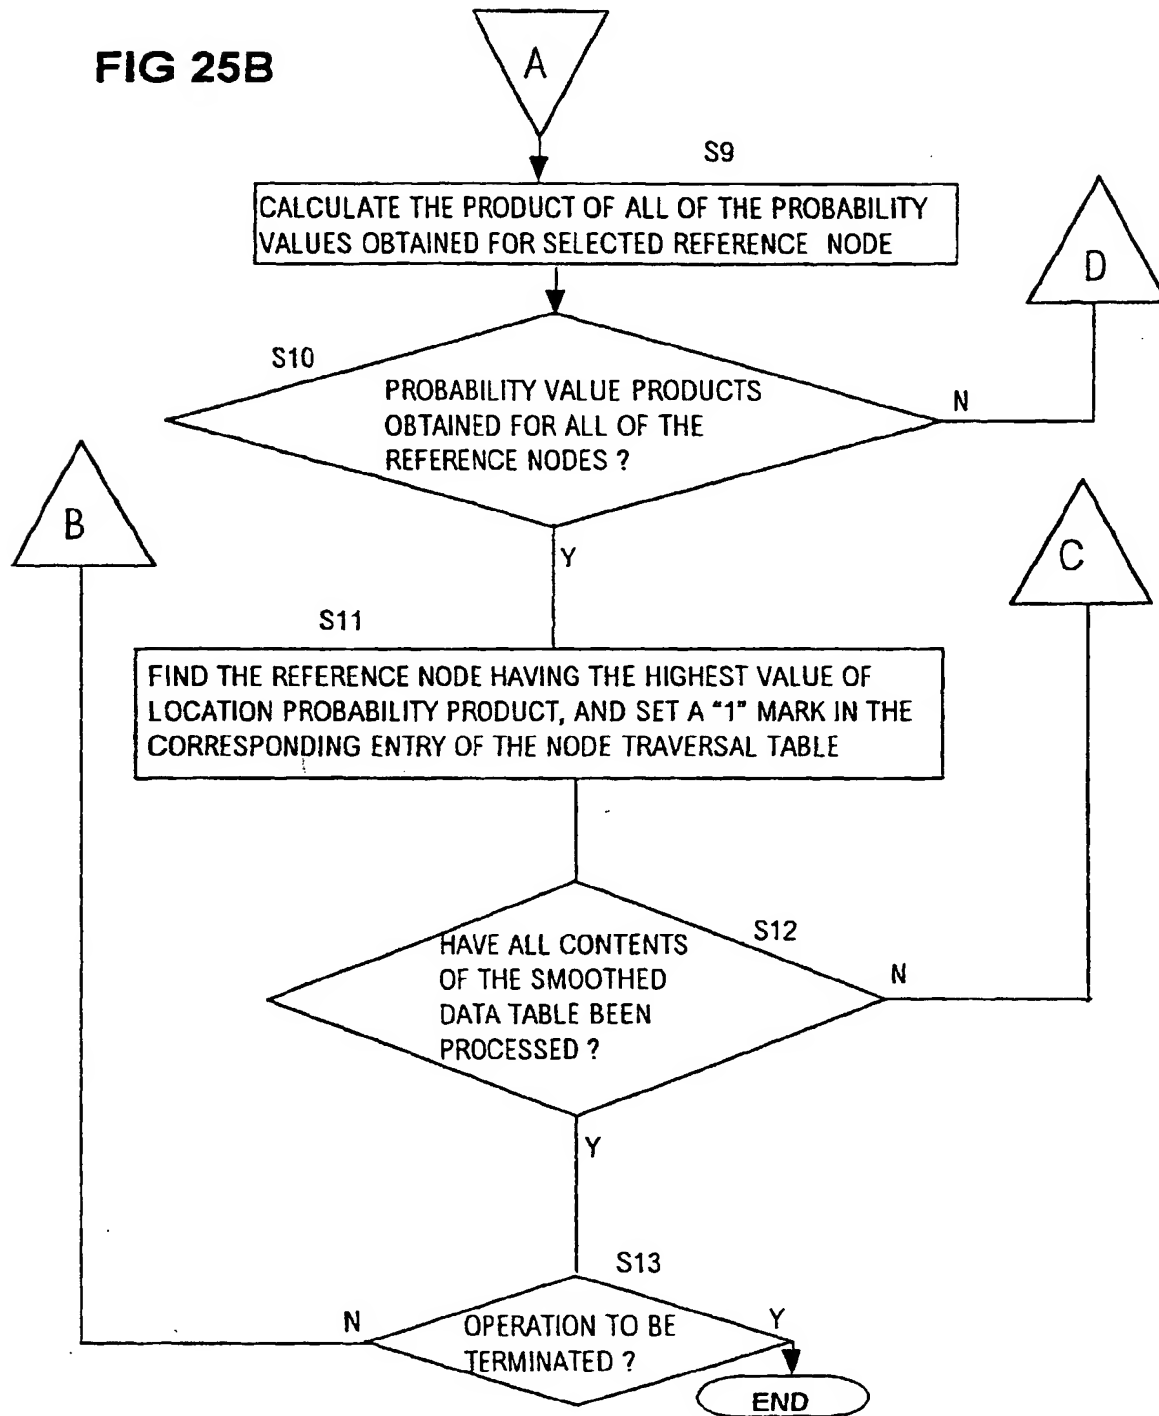 FIG 25B
A
S9
CALCULATE THE PRODUCT OF ALL OF THE PROBABILITY
VALUES OBTAINED FOR SELECTED REFERENCE NODE
D
S10
PROBABILITY VALUE PRODUCTS
OBTAINED FOR ALL OF THE
REFERENCE NODES ?
N
B
Y
C
S11
FIND THE REFERENCE NODE HAVING THE HIGHEST VALUE OF
LOCATION PROBABILITY PRODUCT, AND SET A "1" MARK IN THE
CORRESPONDING ENTRY OF THE NODE TRAVERSAL TABLE
S12
HAVE ALL CONTENTS
OF THE SMOOTHED
DATA TABLE BEEN
PROCESSED ?
N
Y
S13
N
OPERATION TO BE
TERMINATED ?
Y
END